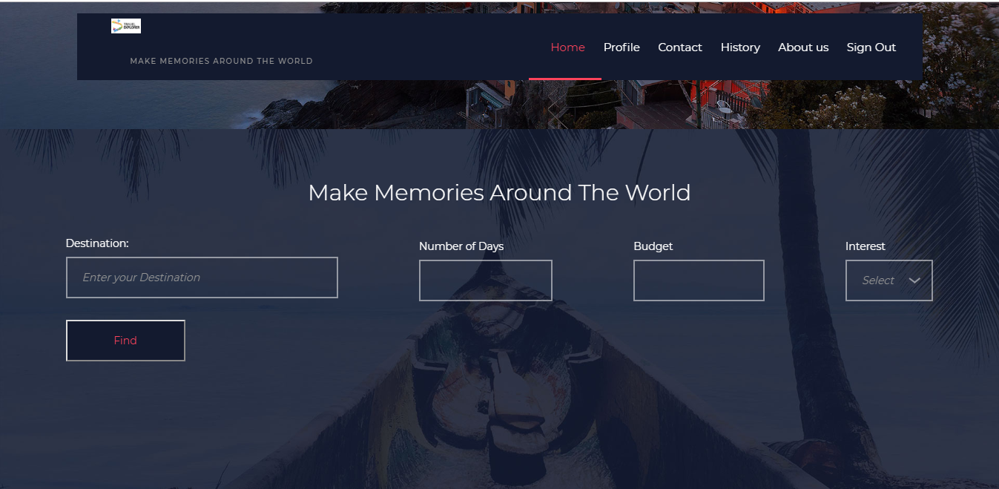 TRAVEL
EXPLORER
MAKE MEMORIES AROUND THE WORLD
Home Profile Contact History About us Sign Out
Make Memories Around The World
Destination: Number of Days Budget Interest
Enter your Destination Select
Find